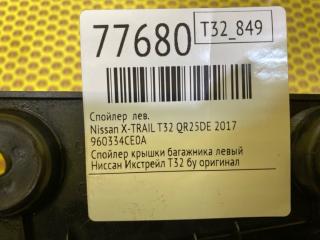 77680
T32_849
Спойлер лев.
Nissan X-TRAIL T32 QR25DE 2017
960334CE0A
Спойлер крышки багажника левый
Ниссан Икстрейл Т32 бу оригинал